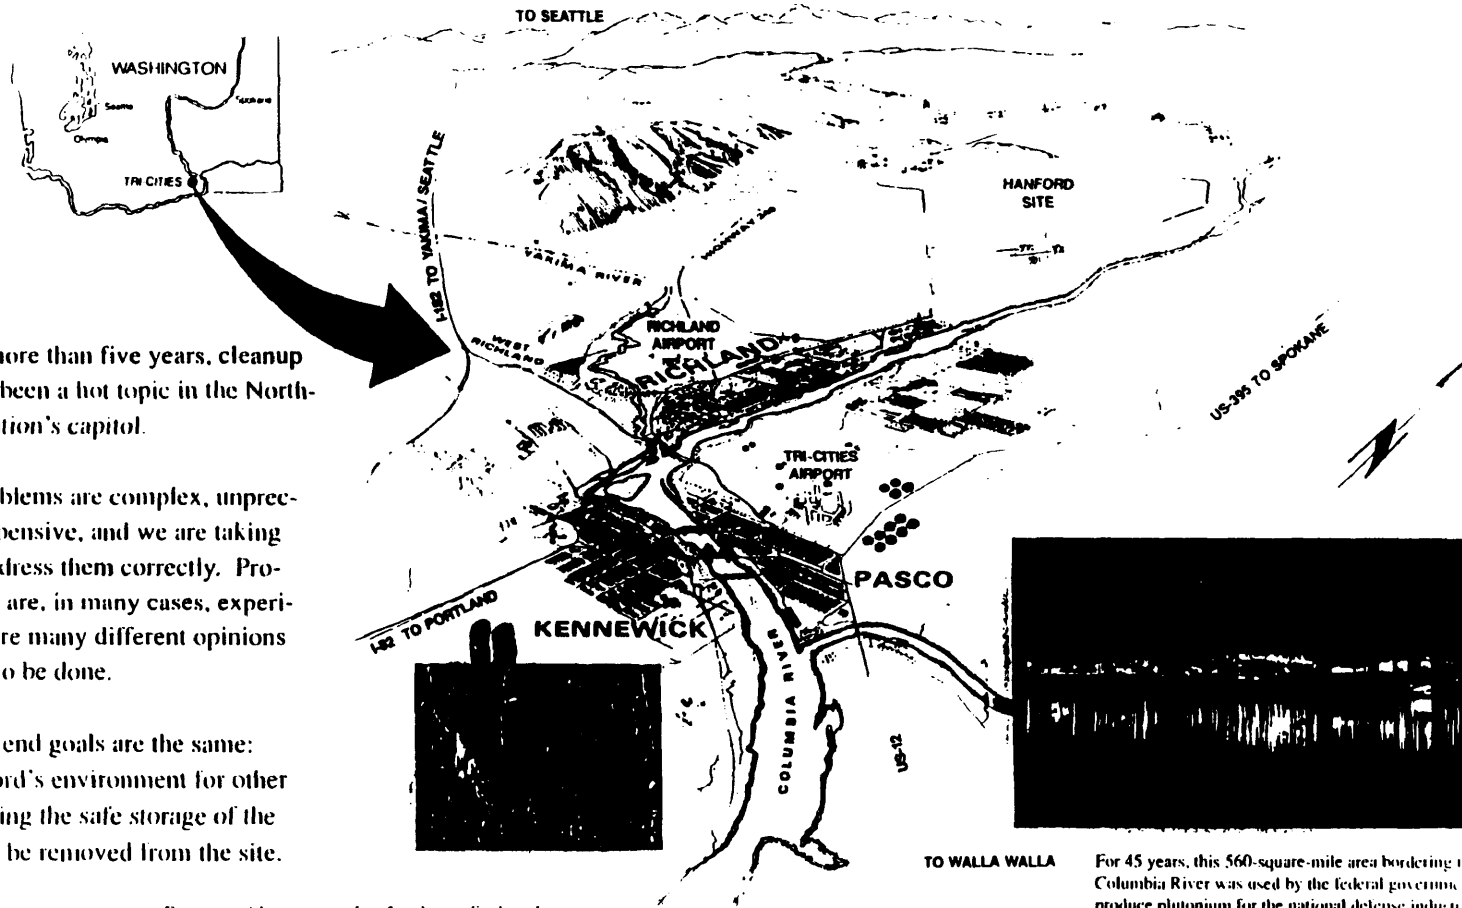 TO SEATTLE
WASHINGTON
Seattle
Spokane
Olympia
TRI-CITIES
I-182 TO YAKIMA/SEATTLE
HANFORD
SITE
HIGHWAY 240
YAKIMA RIVER
WEST
RICHLAND
RICHLAND
AIRPORT
RICHLAND
US-395 TO SPOKANE
TRI-CITIES
AIRPORT
PASCO
KENNEWICK
I-82 TO PORTLAND
COLUMBIA RIVER
US-12
TO WALLA WALLA
more than five years, cleanup
been a hot topic in the North-
tion's capitol.
blems are complex, unprec-
pensive, and we are taking
dress them correctly. Pro-
are, in many cases, experi-
re many different opinions
o be done.
end goals are the same:
ord's environment for other
ing the safe storage of the
be removed from the site.
For 45 years, this 560-square-mile area bordering
Columbia River was used by the federal governme
produce plutonium for the national defense